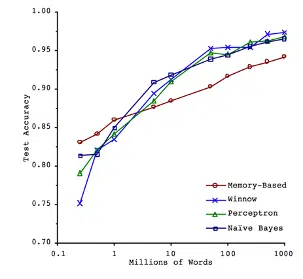 1.00
0.95
0.90
0.85
0.80
0.75
0.70
Test Accuracy
Memory-Based
Winnow
Perceptron
Naïve Bayes
0.1 1 10 100 1000
Millions of Words